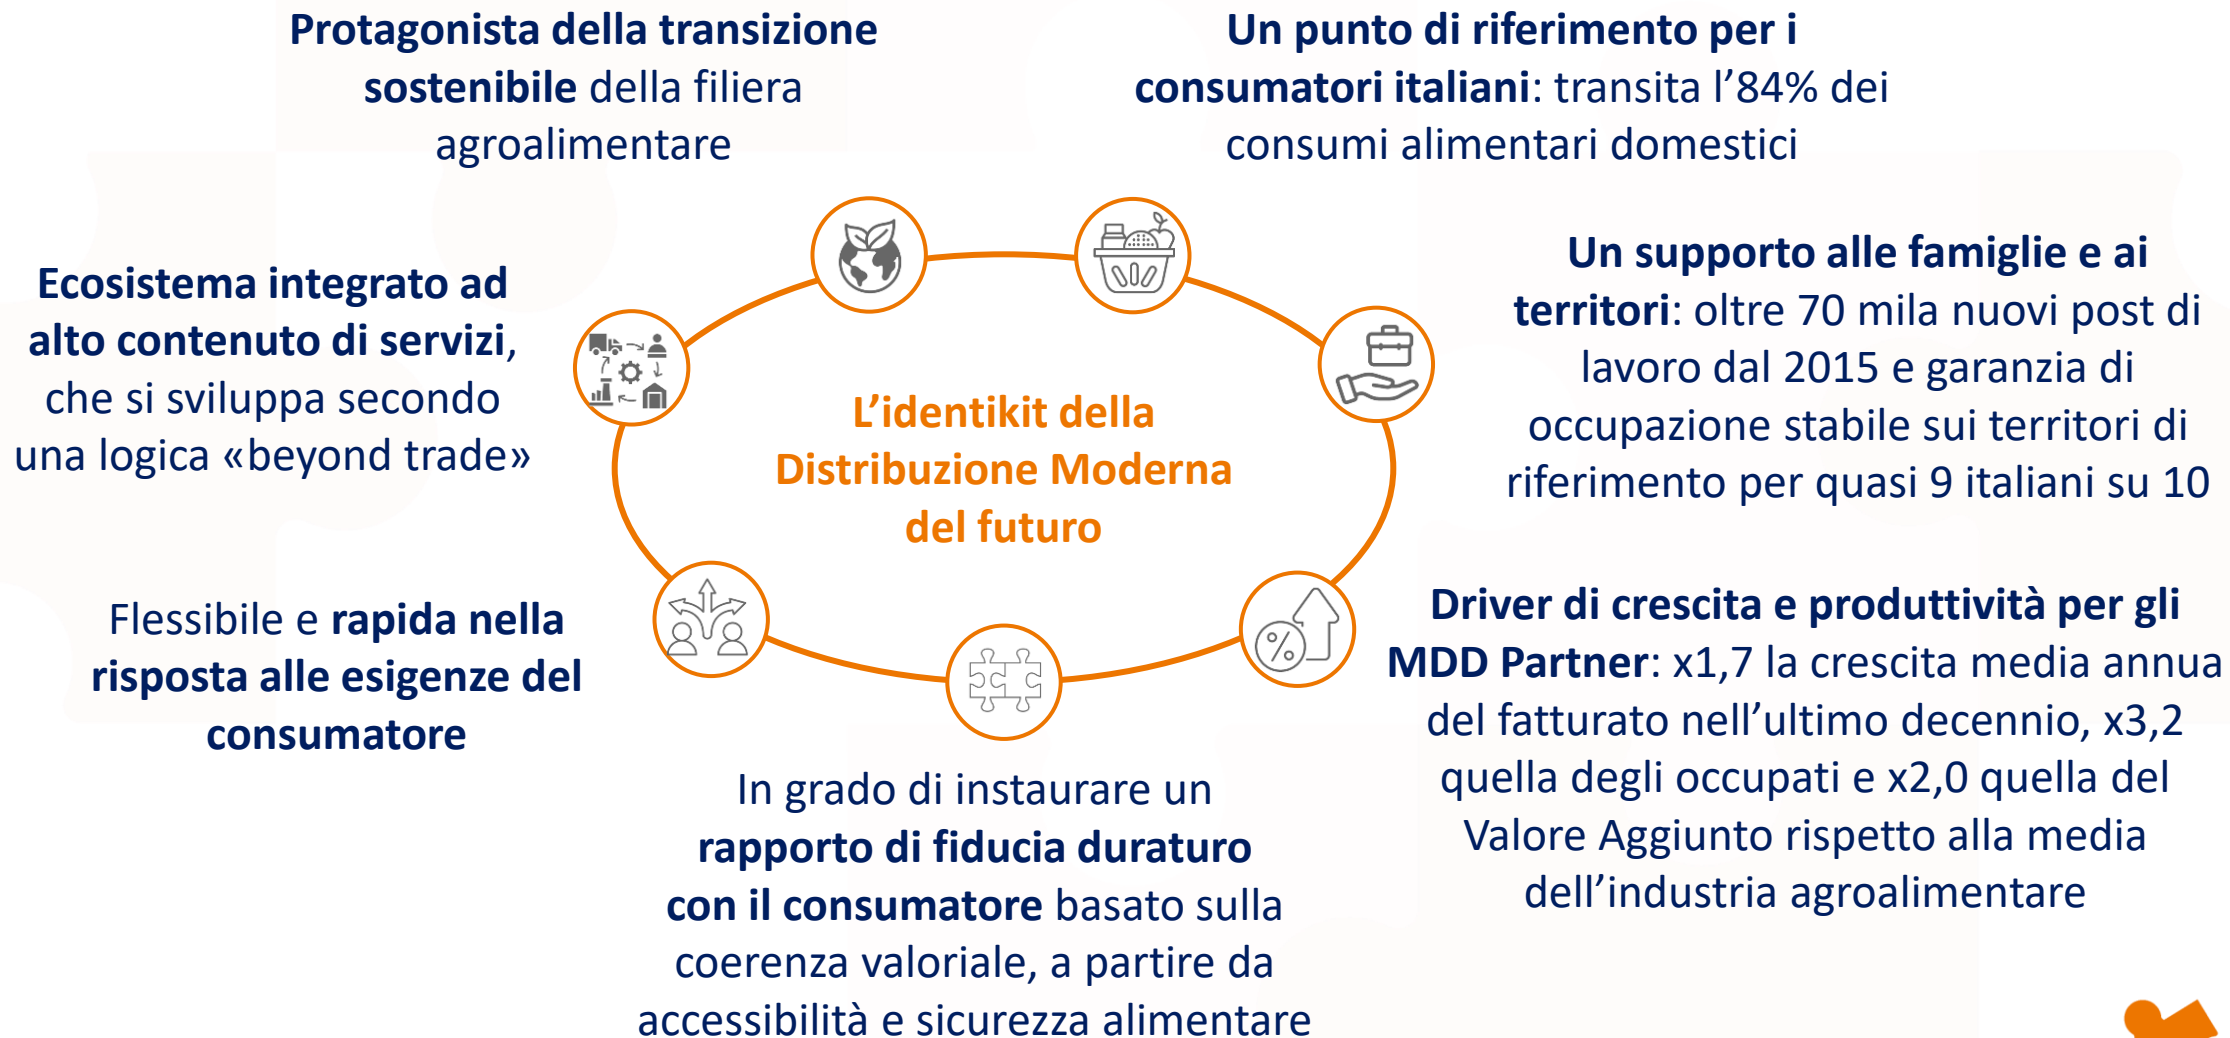 Protagonista della transizione
sostenibile della filiera
agroalimentare
Un punto di riferimento per i
consumatori italiani: transita l’84% dei
consumi alimentari domestici
Un supporto alle famiglie e ai
territori: oltre 70 mila nuovi post di
lavoro dal 2015 e garanzia di
occupazione stabile sui territori di
riferimento per quasi 9 italiani su 10
Ecosistema integrato ad
alto contenuto di servizi,
che si sviluppa secondo
una logica «beyond trade»
L’identikit della
Distribuzione Moderna
del futuro
Driver di crescita e produttività per gli
MDD Partner: x1,7 la crescita media annua
del fatturato nell’ultimo decennio, x3,2
quella degli occupati e x2,0 quella del
Valore Aggiunto rispetto alla media
dell’industria agroalimentare
Flessibile e rapida nella
risposta alle esigenze del
consumatore
%
In grado di instaurare un
rapporto di fiducia duraturo
con il consumatore basato sulla
coerenza valoriale, a partire da
accessibilità e sicurezza alimentare